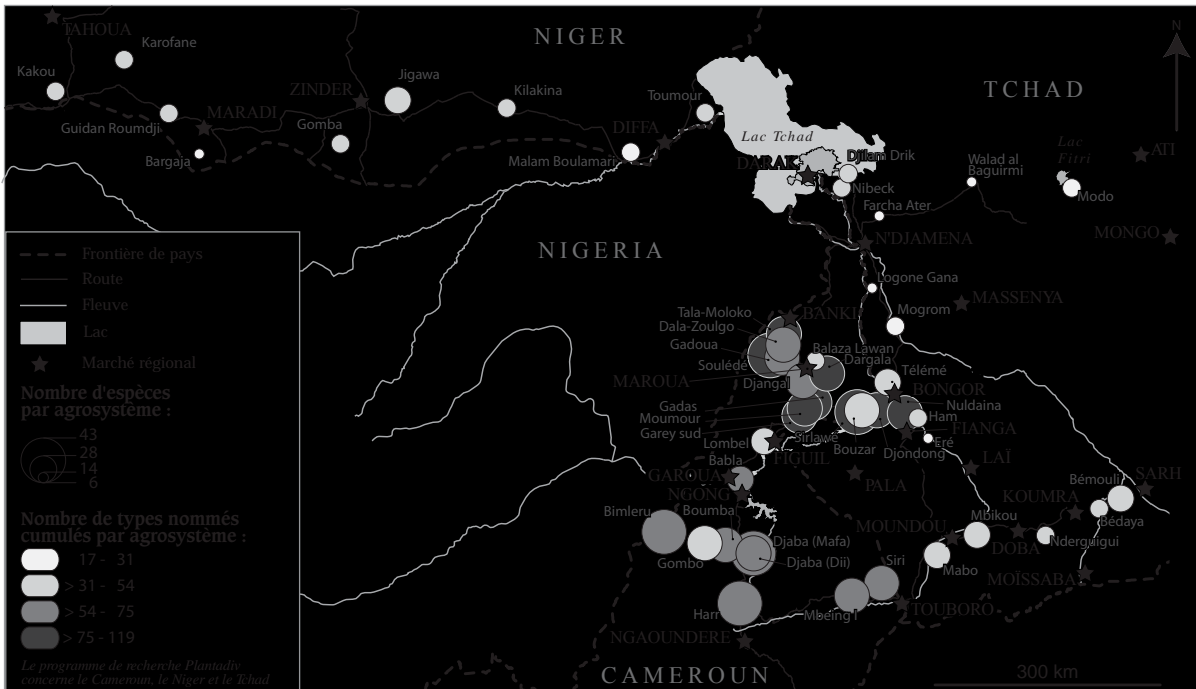 NIGER
TCHAD
NIGERIA
CAMEROUN
N
TAHOUA
Karofane
Kakou
Guidan Roumdji
MARADI
Bargaja
ZINDER
Jigawa
Gomba
Kilakina
Toumour
DIFFA
Malam Boulamari
Lac Tchad
DARAK
Djilam Drik
Nibeck
Walad al
Baguirmi
Farcha Ater
Lac
Fitri
ATI
Modo
MONGO
N'DJAMENA
Logone Gana
MASSENYA
Mogrom
Tala-Moloko
BANKI
Dala-Zoulgo
Gadoua
Balaza Lawan
Soulédé
Dargala
MAROUA
Djangal
Télémé
BONGOR
Gadas
Nuldaina
Moumour
Ham
Garey sud
FIANGA
Sirlawé
Lombel
Bouzar
Eré
Djondong
FIGUIL
Babla
GAROUA
PALA
LAÏ
NGONG
Bémouli
SARH
Bimleru
Boumba
KOUMRA
Bédaya
Mbikou
MOUNDOU
DOBA
Nderguigui
Djaba (Mafa)
Djaba (Dii)
Gombo
Siri
Mabo
MOÏSSABA
Harr
Mbeing I
TOUBORO
NGAOUNDERE
300 km
Frontière de pays
Route
Fleuve
Lac
Marché régional
Nombre d'espèces
par agrosystème :
43
28
14
6
Nombre de types nommés
cumulés par agrosystème :
17 - 31
> 31 - 54
> 54 - 75
> 75 - 119
Le programme de recherche Plantadiv
concerne le Cameroun, le Niger et le Tchad